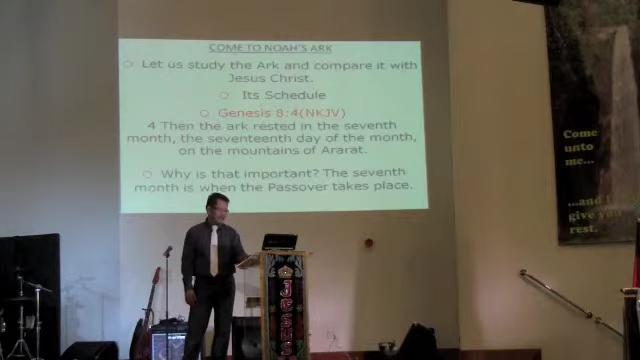 COME TO NOAH'S ARK
Let us study the Ark and compare it with
Jesus Christ.
Its Schedule
Genesis 8:4(NKJV)
4 Then the ark rested in the seventh
month, the seventeenth day of the month,
on the mountains of Ararat.
Why is that important? The seventh
month is when the Passover takes place.
Come
unto
me...
...and I
give you
rest.
JESUS